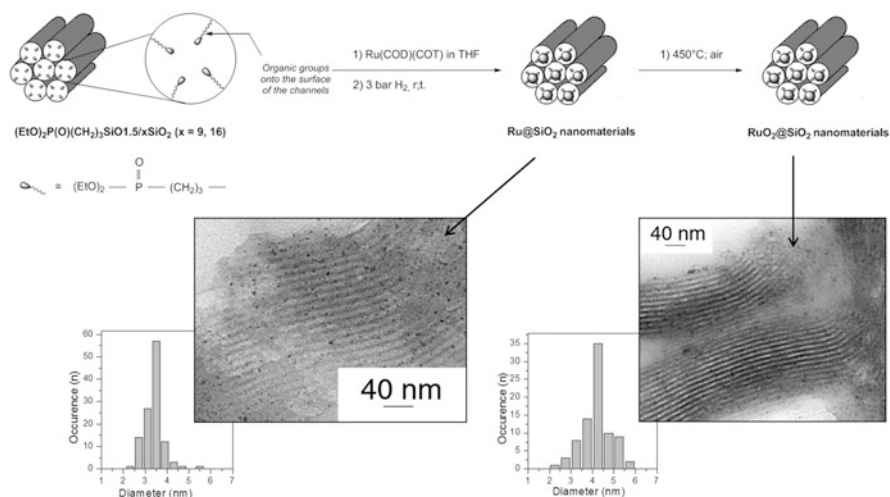 Organic groups
onto the surface
of the channels
1) Ru(COD)(COT) in THF
2) 3 bar H2, r;t.
1) 450°C; air
(EtO)2P(O)(CH2)3SiO1.5/xSiO2 (x = 9, 16)
Ru@SiO2 nanomaterials
RuO2@SiO2 nanomaterials
O
= (EtO)2 — P — (CH2)3 —
40 nm
40 nm
Occurence (n)
60
50
40
30
20
10
0
1 2 3 4 5 6 7
Diameter (nm)
Occurence (n)
35
30
25
20
15
10
5
0
1 2 3 4 5 6 7
Diameter (nm)